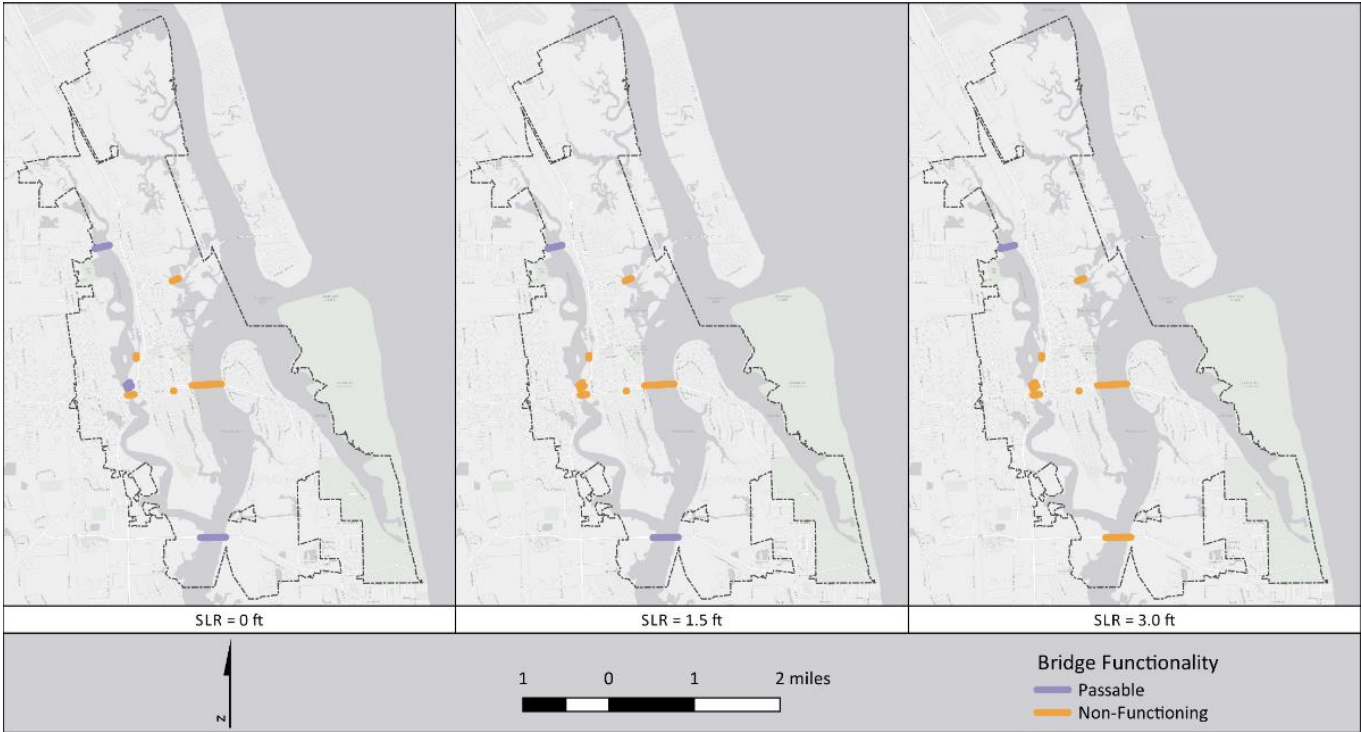 SLR = 0 ft
SLR = 1.5 ft
SLR = 3.0 ft
N
1 0 1 2 miles
Bridge Functionality
Passable
Non-Functioning